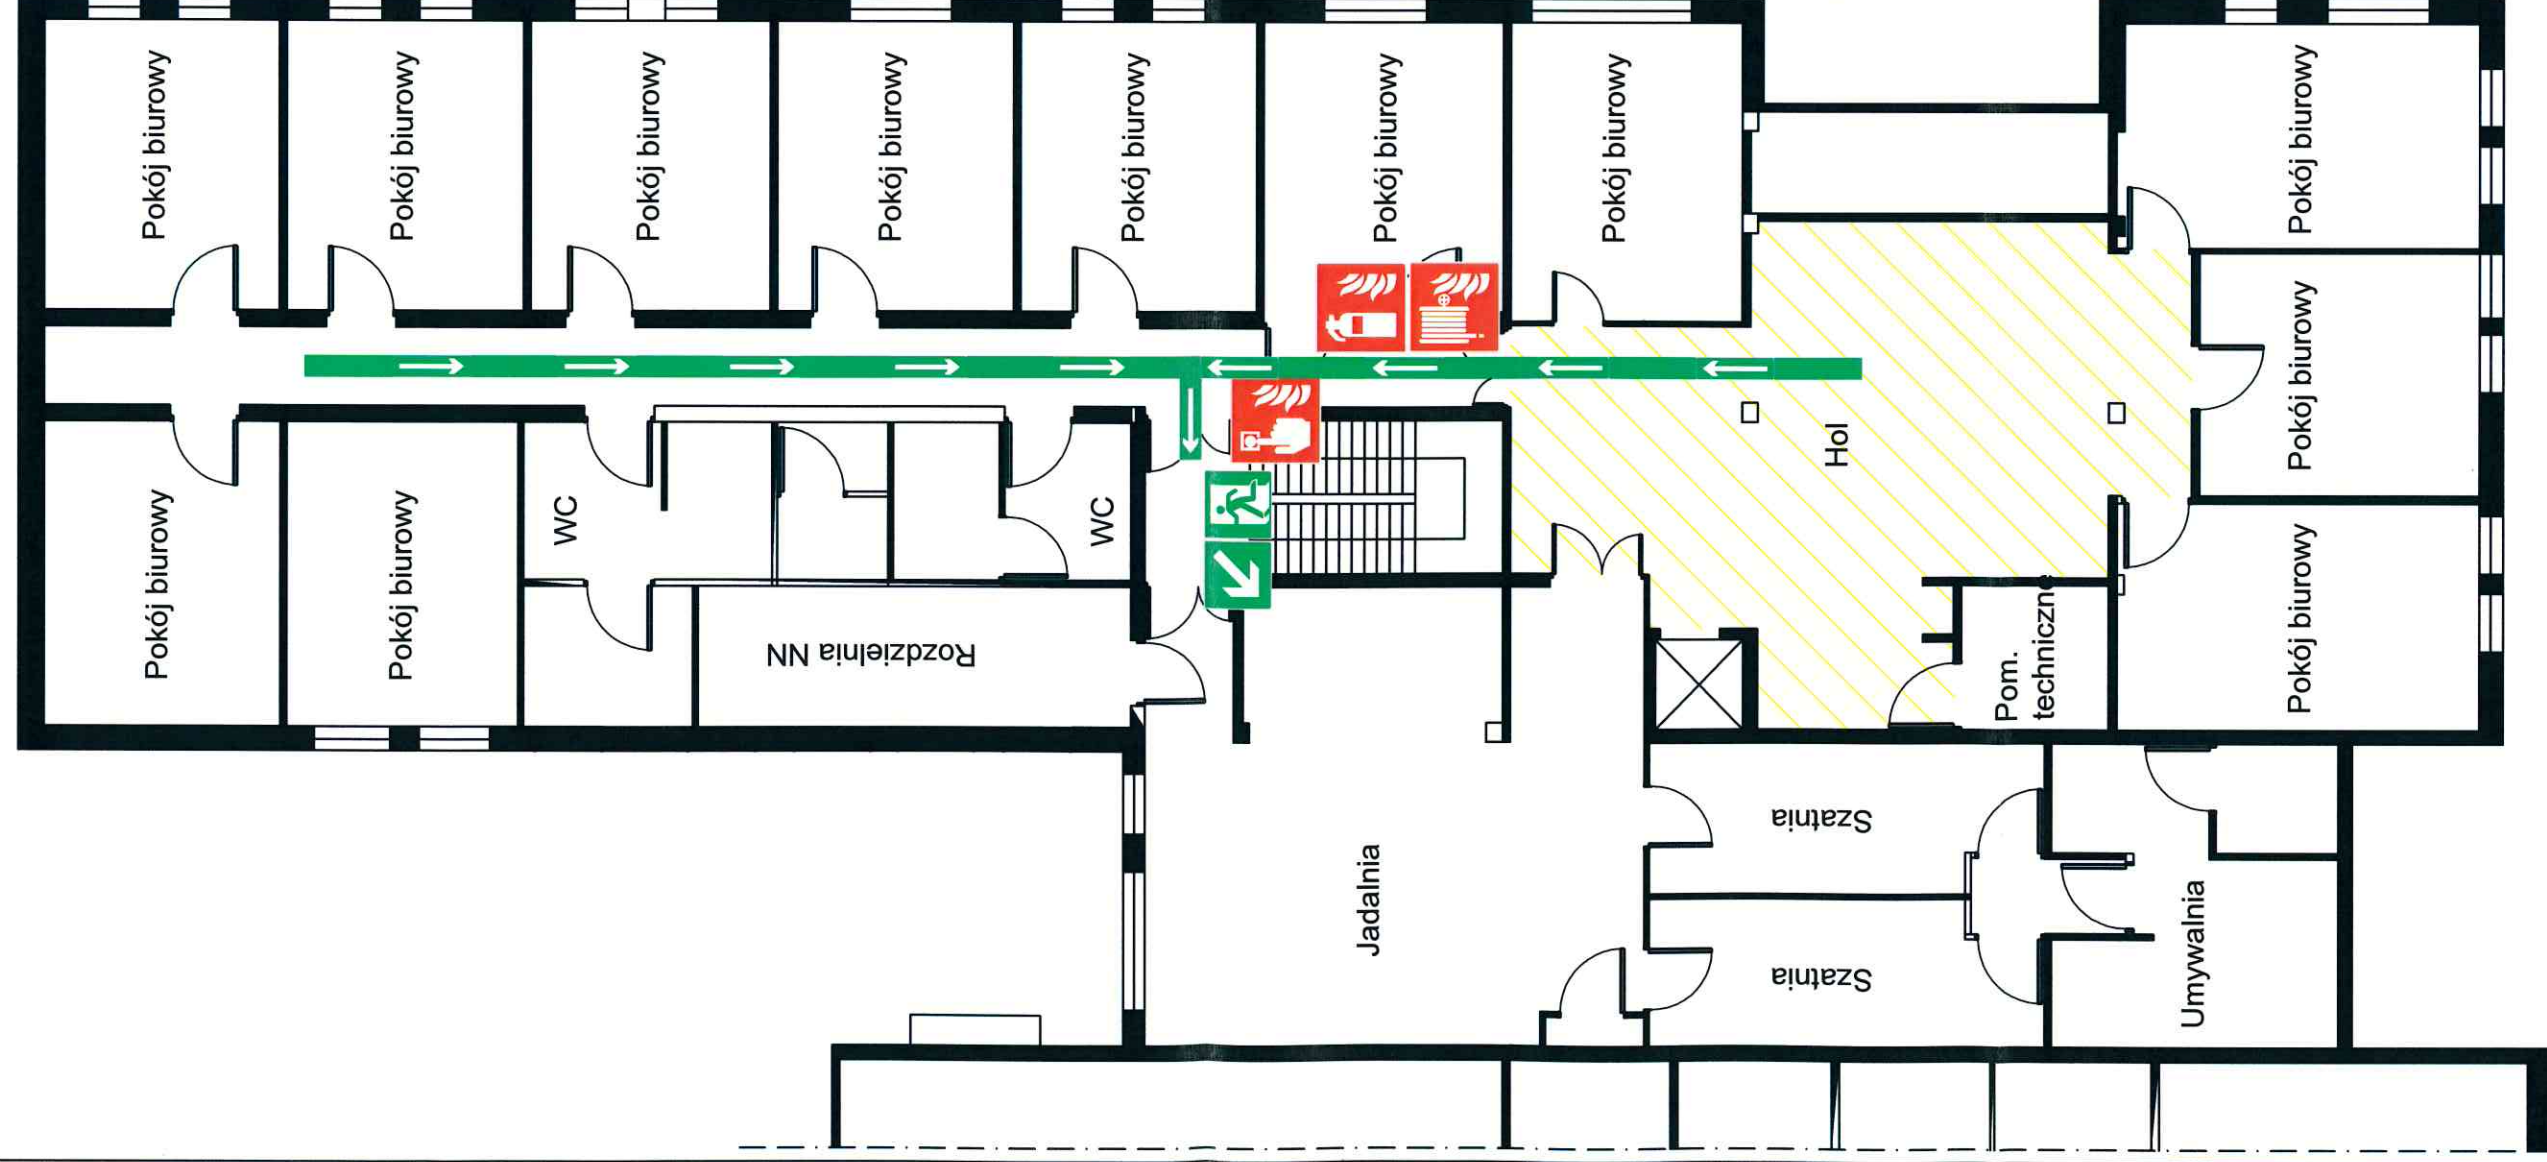 Pokój biurowy
Pokój biurowy
Pokój biurowy
Pokój biurowy
Pokój biurowy
Pokój biurowy
Pokój biurowy
Pokój biurowy
Pokój biurowy
Hol
Pokój biurowy
Pokój biurowy
WC
WC
Pokój biurowy
Rozdzielnia NN
Pom.
techniczne
Szatnia
Jadalnia
Szatnia
Umywalnia